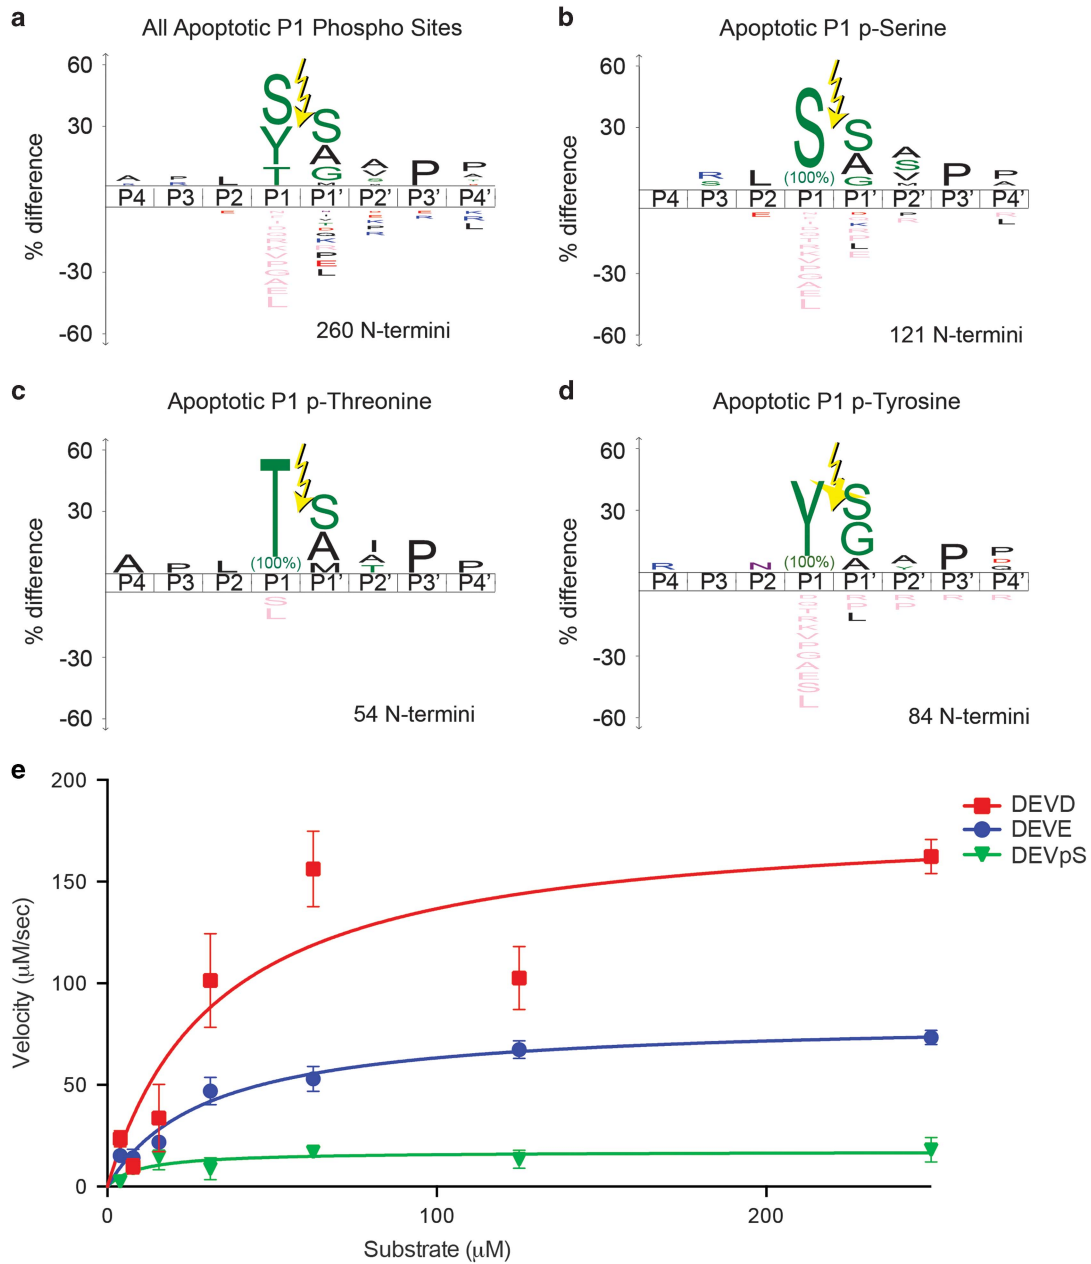 a
All Apoptotic P1 Phospho Sites
60
30
-30
-60
% difference
S
Y
T
S
A
G
P
P4 P3 P2 P1 P1’ P2’ P3’ P4’
260 N-termini
b
Apoptotic P1 p-Serine
60
30
-30
-60
% difference
R
S
L
S
(100%)
S
A
G
A
S
V
M
P
P
A
P4 P3 P2 P1 P1’ P2’ P3’ P4’
121 N-termini
c
Apoptotic P1 p-Threonine
60
30
-30
-60
% difference
A
P
L
T
(100%)
S
A
M
I
A
T
P
P
P4 P3 P2 P1 P1’ P2’ P3’ P4’
S
L
54 N-termini
d
Apoptotic P1 p-Tyrosine
60
30
-30
-60
% difference
R
N
Y
(100%)
S
G
A
A
Y
P
P
D
G
P4 P3 P2 P1 P1’ P2’ P3’ P4’
84 N-termini
e
200
150
100
50
0
Velocity (μM/sec)
0 100 200
Substrate (μM)
DEVD
DEVE
DEVpS